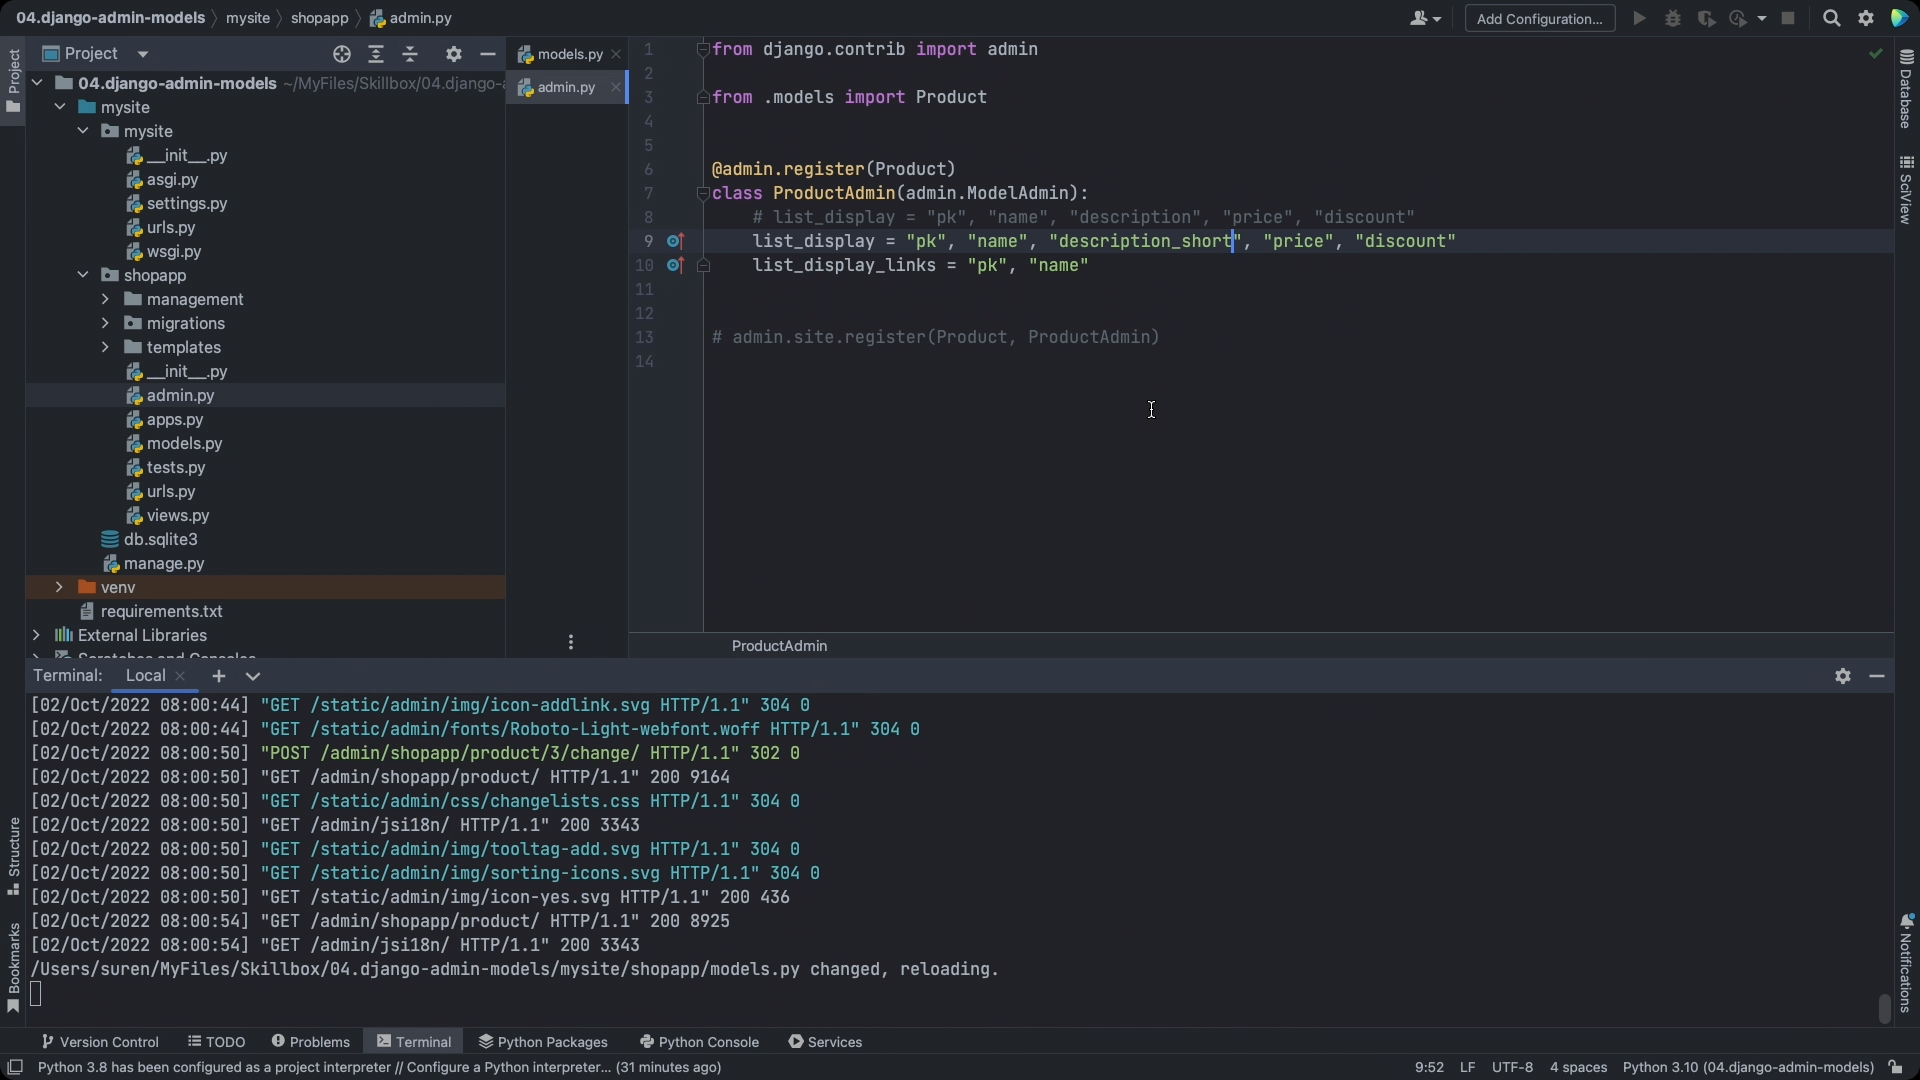 04.django-admin-models mysite shopapp admin.py
Add Configuration...
Project
Project
models.py
admin.py
04.django-admin-models ~/MyFiles/Skillbox/04.django-
mysite
mysite
__init__.py
asgi.py
settings.py
urls.py
wsgi.py
shopapp
management
migrations
templates
__init__.py
admin.py
apps.py
models.py
tests.py
urls.py
views.py
db.sqlite3
manage.py
venv
requirements.txt
External Libraries
Scratches and Consoles
1 from django.contrib import admin
2
3 from .models import Product
4
5
6 @admin.register(Product)
7 class ProductAdmin(admin.ModelAdmin):
8 # list_display = "pk", "name", "description", "price", "discount"
9 list_display = "pk", "name", "description_short", "price", "discount"
10 list_display_links = "pk", "name"
11
12
13 # admin.site.register(Product, ProductAdmin)
14
ProductAdmin
Database
SciView
Notifications
Structure
Bookmarks
Terminal: Local
[02/Oct/2022 08:00:44] "GET /static/admin/img/icon-addlink.svg HTTP/1.1" 304 0
[02/Oct/2022 08:00:44] "GET /static/admin/fonts/Roboto-Light-webfont.woff HTTP/1.1" 304 0
[02/Oct/2022 08:00:50] "POST /admin/shopapp/product/3/change/ HTTP/1.1" 302 0
[02/Oct/2022 08:00:50] "GET /admin/shopapp/product/ HTTP/1.1" 200 9164
[02/Oct/2022 08:00:50] "GET /static/admin/css/changelists.css HTTP/1.1" 304 0
[02/Oct/2022 08:00:50] "GET /admin/jsi18n/ HTTP/1.1" 200 3343
[02/Oct/2022 08:00:50] "GET /static/admin/img/tooltag-add.svg HTTP/1.1" 304 0
[02/Oct/2022 08:00:50] "GET /static/admin/img/sorting-icons.svg HTTP/1.1" 304 0
[02/Oct/2022 08:00:50] "GET /static/admin/img/icon-yes.svg HTTP/1.1" 200 436
[02/Oct/2022 08:00:54] "GET /admin/shopapp/product/ HTTP/1.1" 200 8925
[02/Oct/2022 08:00:54] "GET /admin/jsi18n/ HTTP/1.1" 200 3343
/Users/suren/MyFiles/Skillbox/04.django-admin-models/mysite/shopapp/models.py changed, reloading.
Version Control TODO Problems Terminal Python Packages Python Console Services
Python 3.8 has been configured as a project interpreter // Configure a Python interpreter... (31 minutes ago) 9:52 LF UTF-8 4 spaces Python 3.10 (04.django-admin-models)